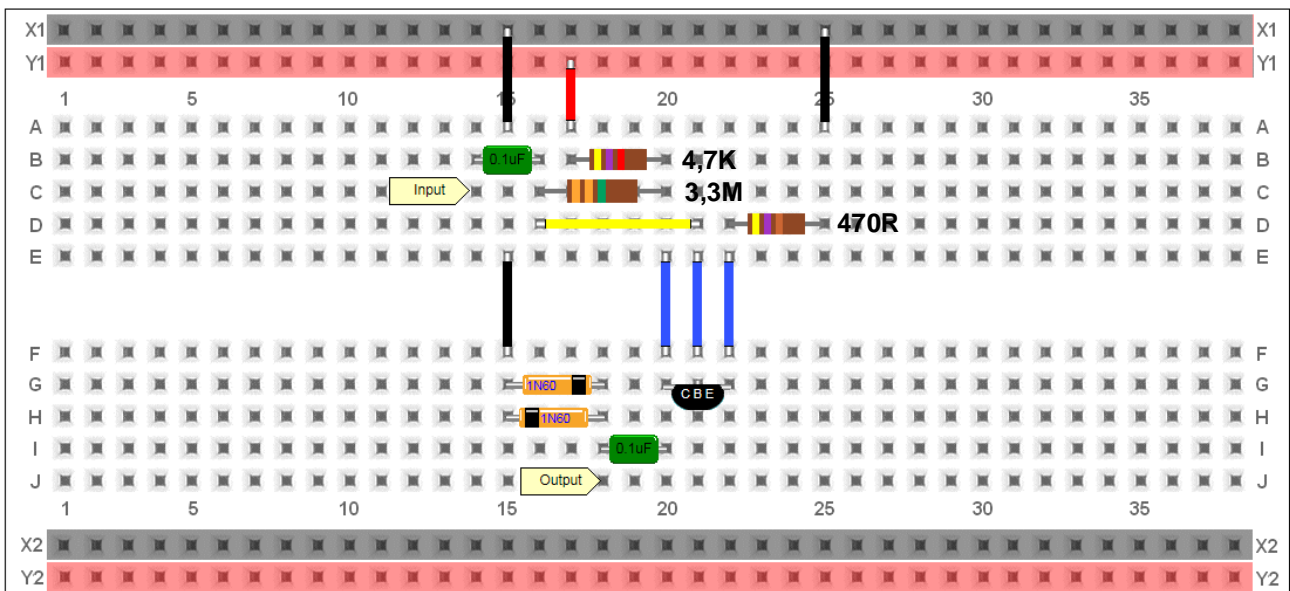 X1 X1
Y1 Y1
1 5 10 15 20 25 30 35
A A
B 0.1uF 4,7K B
C Input 3,3M C
D 470R D
E E
F F
G 1N60 CBE G
H 1N60 H
I 0.1uF I
J Output J
1 5 10 15 20 25 30 35
X2 X2
Y2 Y2